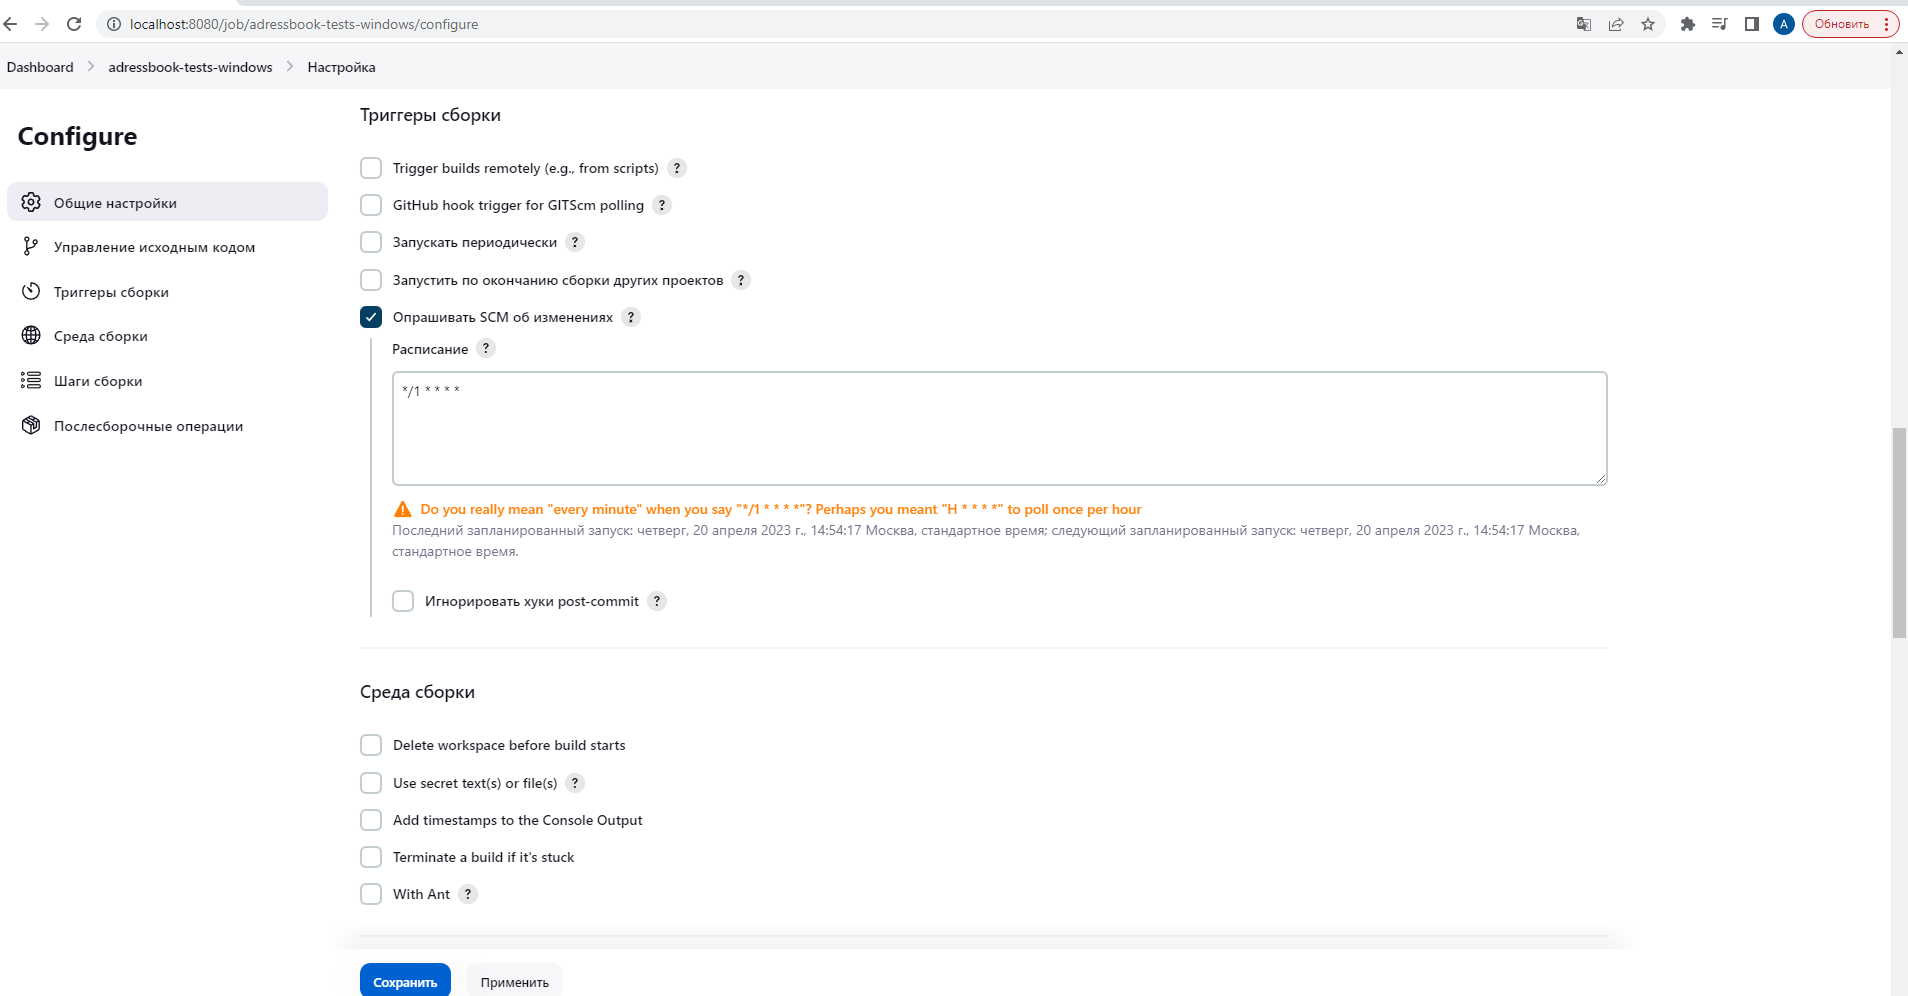 localhost:8080/job/adressbook-tests-windows/configure
A
Обновить
Dashboard > adressbook-tests-windows > Настройка
Configure
Общие настройки
Управление исходным кодом
Триггеры сборки
Среда сборки
Шаги сборки
Послесборочные операции
Триггеры сборки
Trigger builds remotely (e.g., from scripts) ?
GitHub hook trigger for GITScm polling ?
Запускать периодически ?
Запустить по окончанию сборки других проектов ?
Опрашивать SCM об изменениях ?
Расписание ?
*/1 * * * *
Do you really mean "every minute" when you say "*/1 * * * *"? Perhaps you meant "H * * * *" to poll once per hour
Последний запланированный запуск: четверг, 20 апреля 2023 г., 14:54:17 Москва, стандартное время; следующий запланированный запуск: четверг, 20 апреля 2023 г., 14:54:17 Москва,
стандартное время.
Игнорировать хуки post-commit ?
Среда сборки
Delete workspace before build starts
Use secret text(s) or file(s) ?
Add timestamps to the Console Output
Terminate a build if it's stuck
With Ant ?
Сохранить
Применить